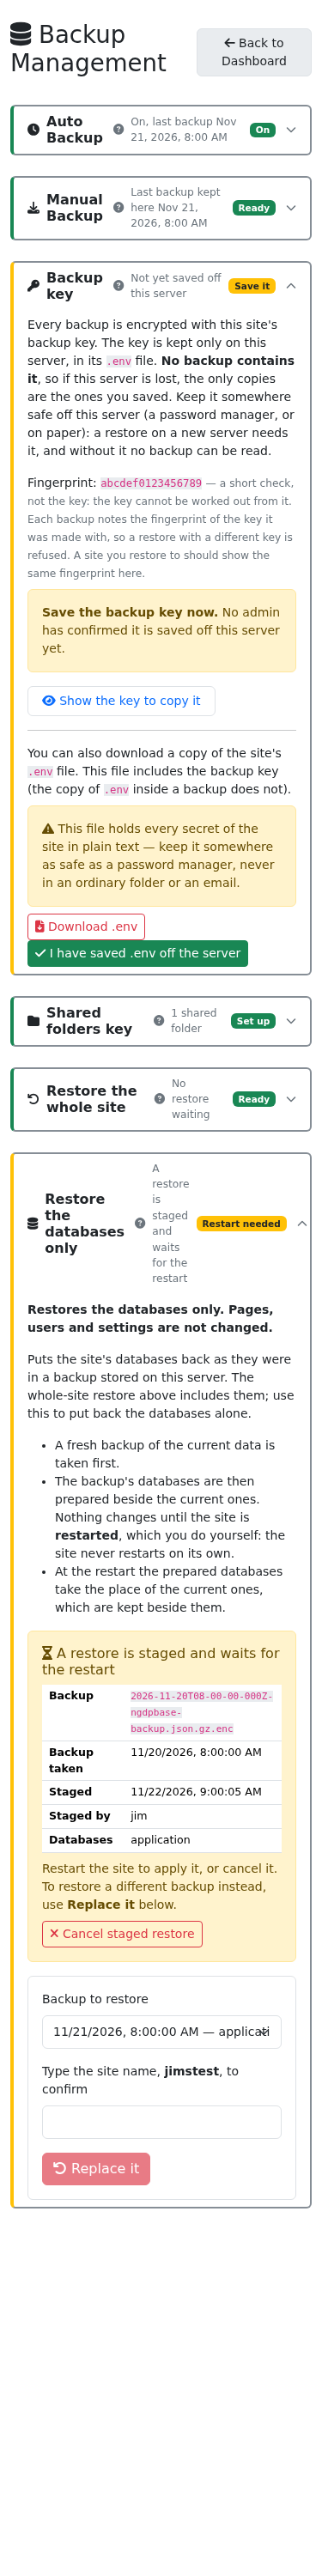 Backup
Management
Back to
Dashboard
Auto
Backup
On, last backup Nov
21, 2026, 8:00 AM
On
Manual
Backup
Last backup kept
here Nov 21,
2026, 8:00 AM
Ready
Backup
key
Not yet saved off
this server
Save it
Every backup is encrypted with this site's
backup key. The key is kept only on this
server, in its .env file. No backup contains
it, so if this server is lost, the only copies
are the ones you saved. Keep it somewhere
safe off this server (a password manager, or
on paper): a restore on a new server needs
it, and without it no backup can be read.
Fingerprint: abcdef0123456789 — a short check,
not the key: the key cannot be worked out from it.
Each backup notes the fingerprint of the key it
was made with, so a restore with a different key is
refused. A site you restore to should show the
same fingerprint here.
Save the backup key now. No admin
has confirmed it is saved off this server
yet.
Show the key to copy it
You can also download a copy of the site's
.env file. This file includes the backup key
(the copy of .env inside a backup does not).
This file holds every secret of the
site in plain text — keep it somewhere
as safe as a password manager, never
in an ordinary folder or an email.
Download .env
I have saved .env off the server
Shared
folders key
1 shared
folder
Set up
Restore the
whole site
No
restore
waiting
Ready
Restore
the
databases
only
A
restore
is
staged
and
waits
for the
restart
Restart needed
Restores the databases only. Pages,
users and settings are not changed.
Puts the site's databases back as they were
in a backup stored on this server. The
whole-site restore above includes them; use
this to put back the databases alone.
• A fresh backup of the current data is
taken first.
• The backup's databases are then
prepared beside the current ones.
Nothing changes until the site is
restarted, which you do yourself: the
site never restarts on its own.
• At the restart the prepared databases
take the place of the current ones,
which are kept beside them.
A restore is staged and waits for
the restart
Backup 2026-11-20T08-00-00-000Z-
ngdpbase-
backup.json.gz.enc
Backup
taken
11/20/2026, 8:00:00 AM
Staged 11/22/2026, 9:00:05 AM
Staged by jim
Databases application
Restart the site to apply it, or cancel it.
To restore a different backup instead,
use Replace it below.
Cancel staged restore
Backup to restore
11/21/2026, 8:00:00 AM — applicati
Type the site name, jimstest, to
confirm
Replace it